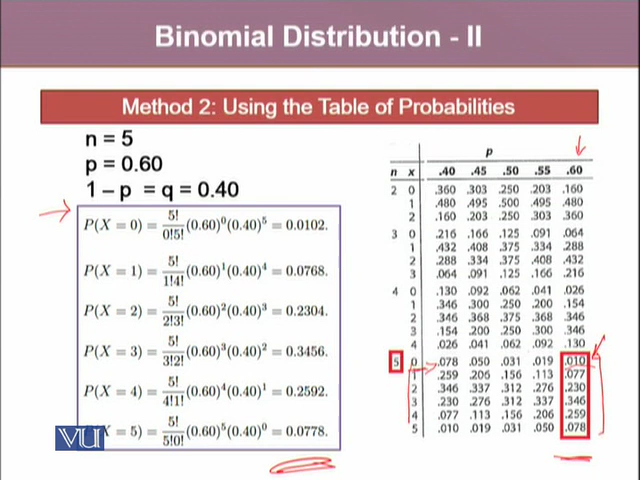 Binomial Distribution - II
Method 2: Using the Table of Probabilities
n = 5
p = 0.60
1 – p = q = 0.40
P(X = 0) = 5!/0!5! (0.60)⁰(0.40)⁵ = 0.0102.
P(X = 1) = 5!/1!4! (0.60)¹(0.40)⁴ = 0.0768.
P(X = 2) = 5!/2!3! (0.60)²(0.40)³ = 0.2304.
P(X = 3) = 5!/3!2! (0.60)³(0.40)² = 0.3456.
P(X = 4) = 5!/4!1! (0.60)⁴(0.40)¹ = 0.2592.
X = 5) = 5!/5!0! (0.60)⁵(0.40)⁰ = 0.0778.
VU
p
n x .40 .45 .50 .55 .60
2 0 .360 .303 .250 .203 .160
1 .480 .495 .500 .495 .480
2 .160 .203 .250 .303 .360
3 0 .216 .166 .125 .091 .064
1 .432 .408 .375 .334 .288
2 .288 .334 .375 .408 .432
3 .064 .091 .125 .166 .216
4 0 .130 .092 .062 .041 .026
1 .346 .300 .250 .200 .154
2 .346 .368 .375 .368 .346
3 .154 .200 .250 .300 .346
4 .026 .041 .062 .092 .130
5 0 .078 .050 .031 .019 .010
1 .259 .206 .156 .113 .077
2 .346 .337 .312 .276 .230
3 .230 .276 .312 .337 .346
4 .077 .113 .156 .206 .259
5 .010 .019 .031 .050 .078